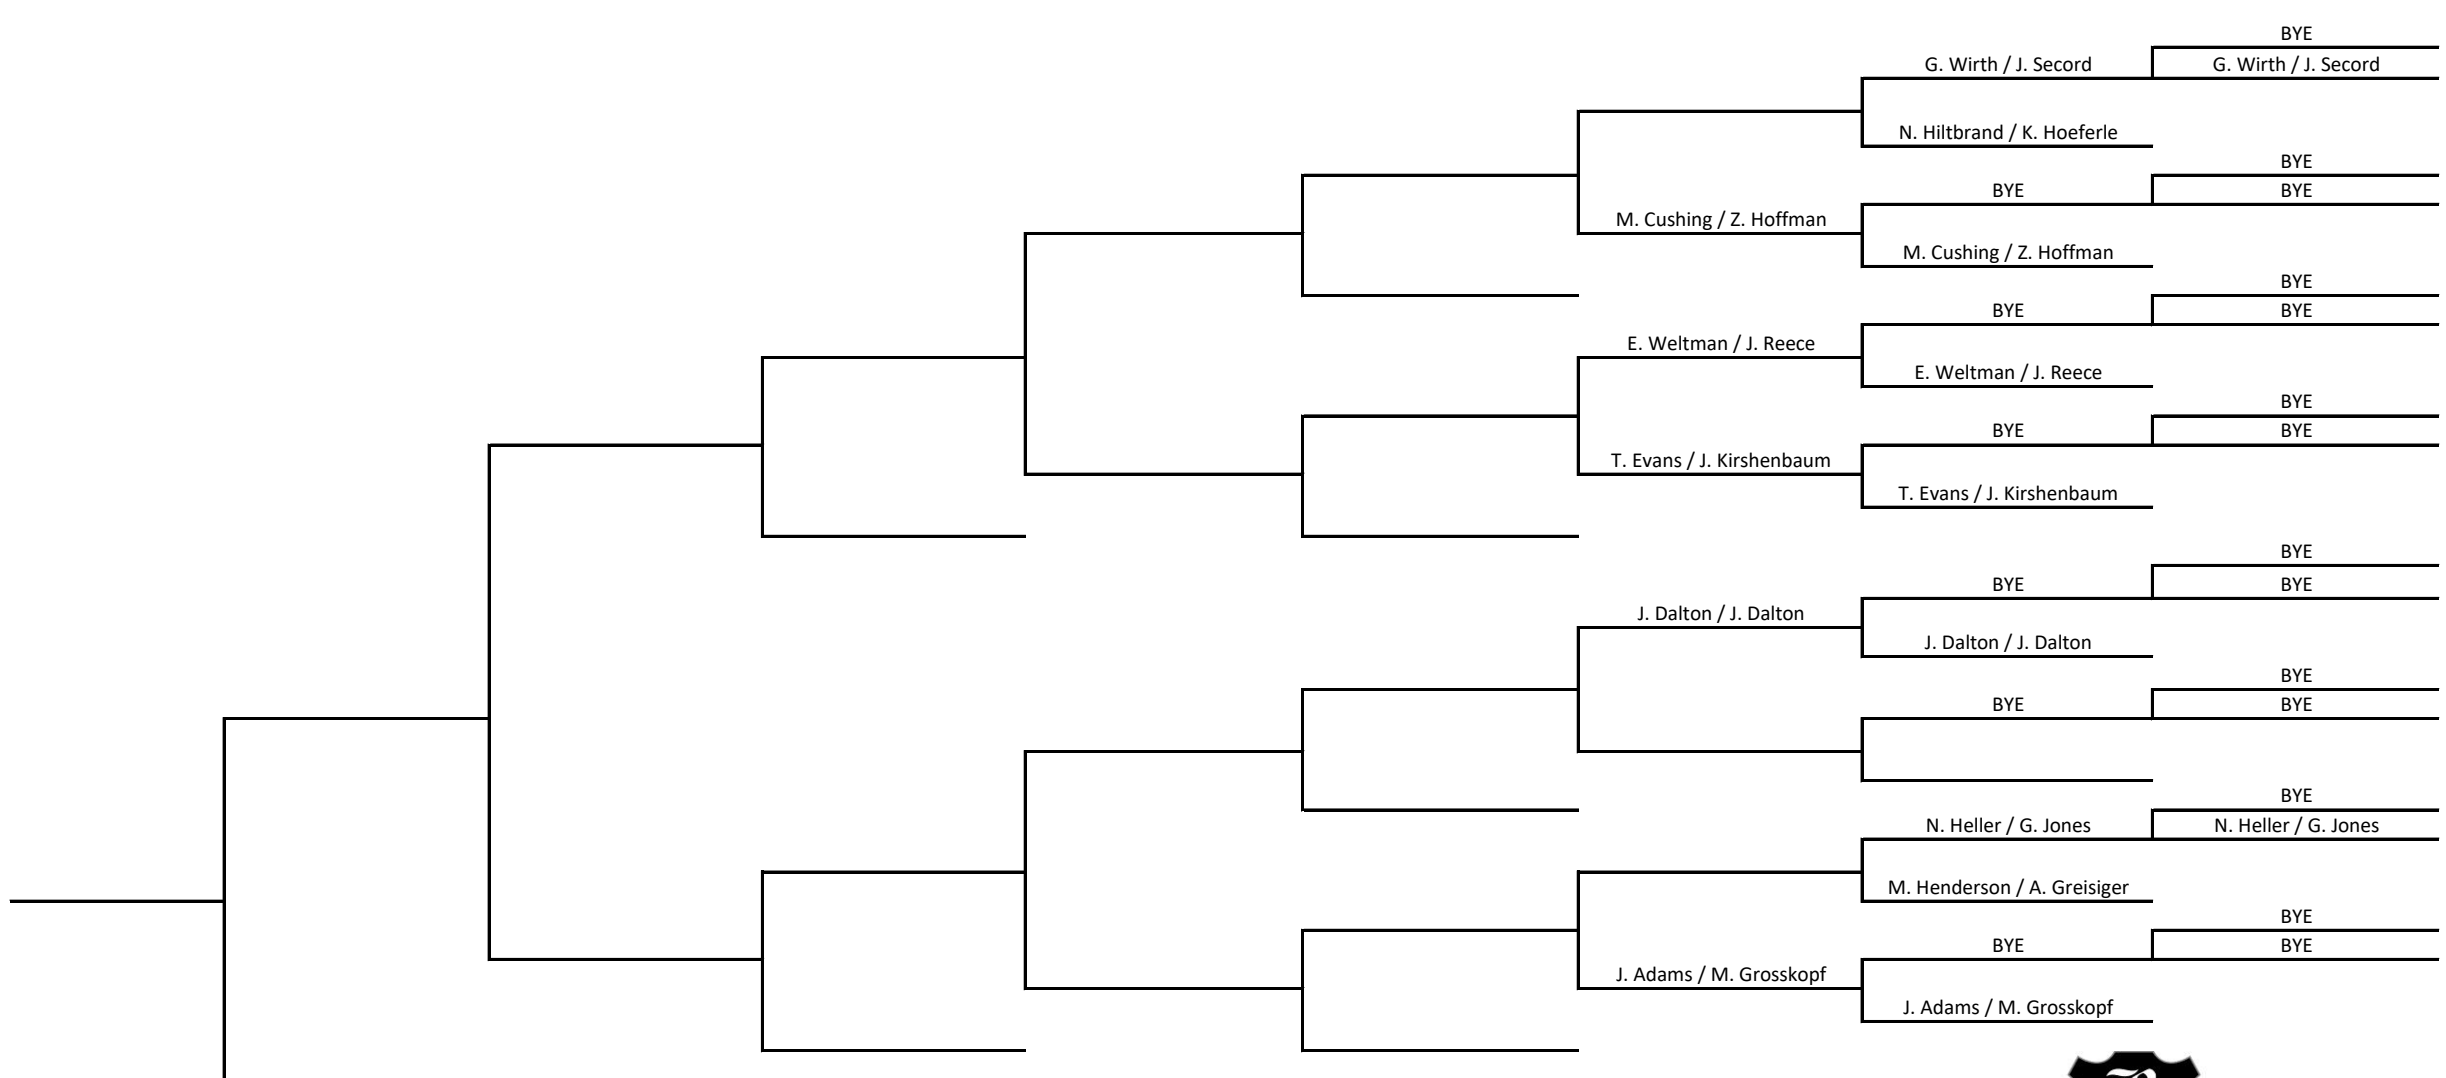 BYE
G. Wirth / J. Secord
G. Wirth / J. Secord
N. Hiltbrand / K. Hoeferle
BYE
BYE
BYE
M. Cushing / Z. Hoffman
M. Cushing / Z. Hoffman
BYE
BYE
BYE
E. Weltman / J. Reece
E. Weltman / J. Reece
BYE
BYE
BYE
T. Evans / J. Kirshenbaum
T. Evans / J. Kirshenbaum
BYE
BYE
BYE
J. Dalton / J. Dalton
J. Dalton / J. Dalton
BYE
BYE
BYE
BYE
N. Heller / G. Jones
N. Heller / G. Jones
M. Henderson / A. Greisiger
BYE
BYE
BYE
J. Adams / M. Grosskopf
J. Adams / M. Grosskopf